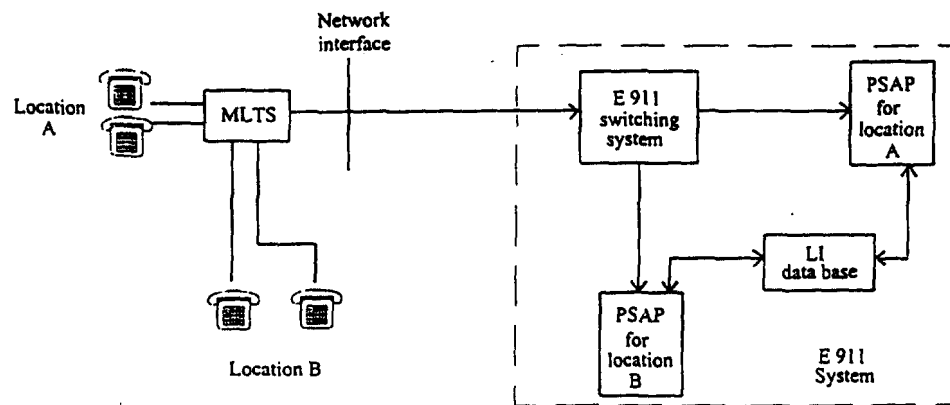 Network
interface
Location
A
MLTS
E 911
switching
system
PSAP
for
location
A
LI
data base
PSAP
for
location
B
Location B
E 911
System